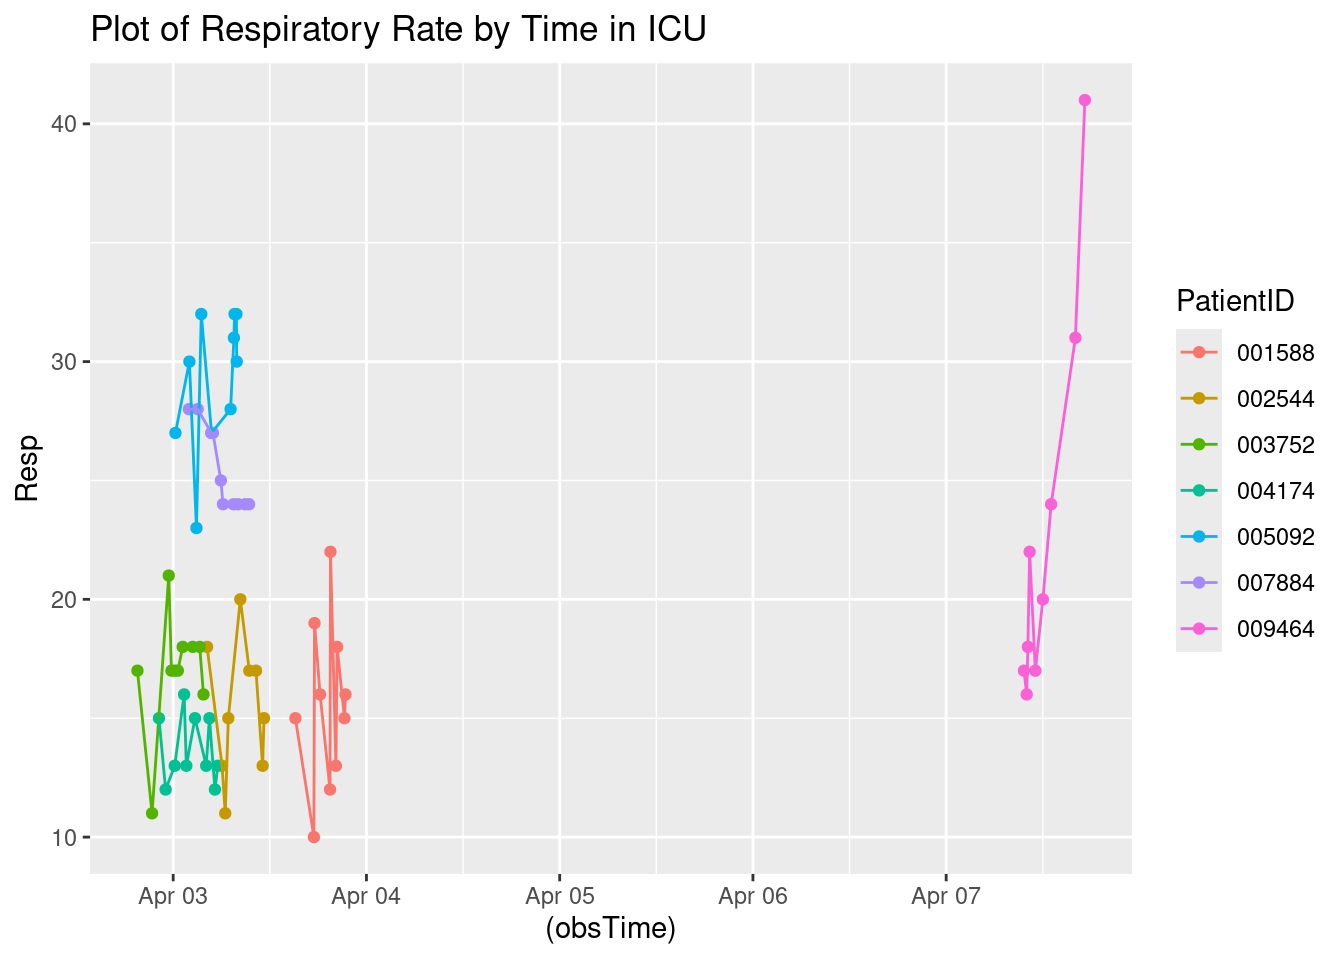 Plot of Respiratory Rate by Time in ICU
40
30
20
10
Resp
Apr 03
Apr 04
Apr 05
Apr 06
Apr 07
(obsTime)
PatientID
001588
002544
003752
004174
005092
007884
009464